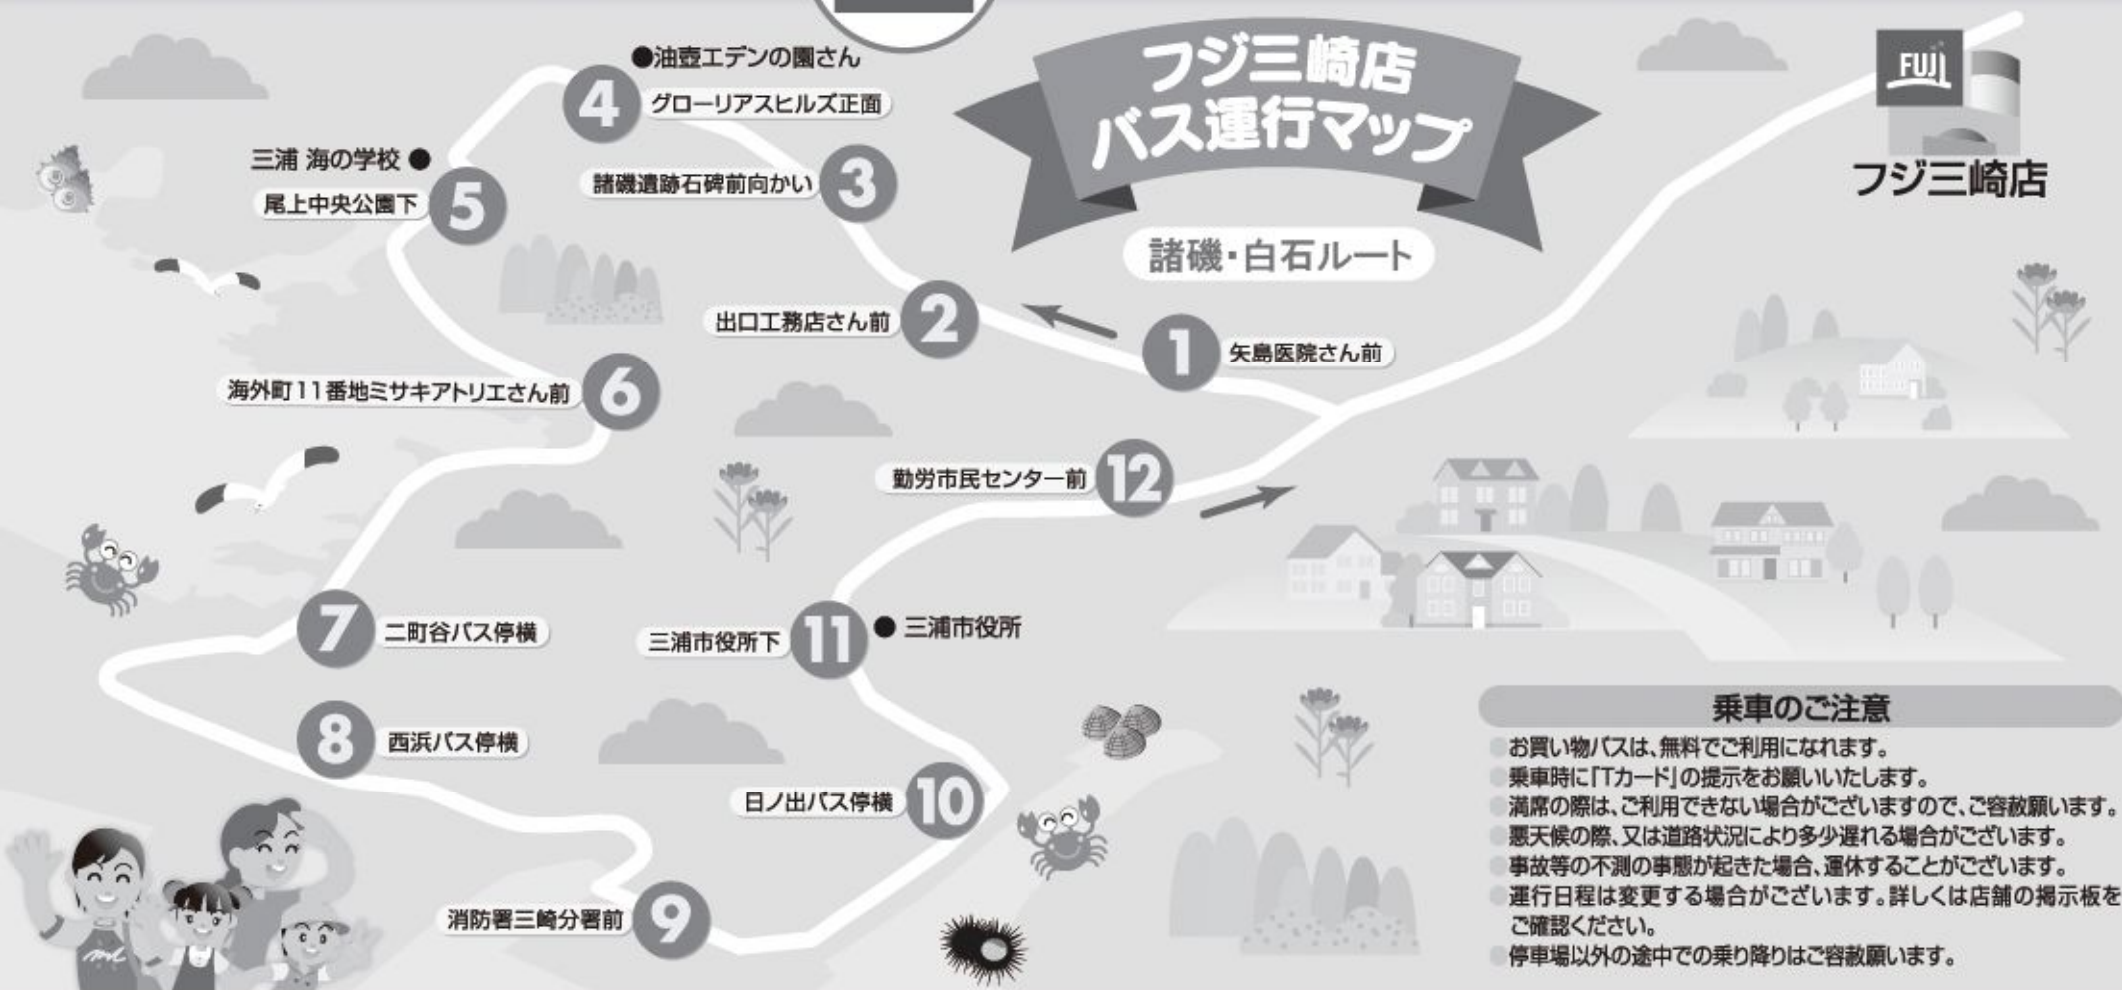 フジ三崎店
バス運行マップ
諸磯・白石ルート
FUJI
フジ三崎店
●油壺エデンの園さん
4 グローリアスヒルズ正面
三浦 海の学校 ●
尾上中央公園下 5
諸磯遺跡石碑前向かい 3
出口工務店さん前 2
1 矢島医院さん前
海外町11番地ミサキアトリエさん前 6
勤労市民センター前 12
7 二町谷バス停横
三浦市役所下 11 ● 三浦市役所
8 西浜バス停横
日ノ出バス停横 10
消防署三崎分署前 9
乗車のご注意
お買い物バスは、無料でご利用になれます。
乗車時に「Tカード」の提示をお願いいたします。
満席の際は、ご利用できない場合がございますので、ご容赦願います。
悪天候の際、又は道路状況により多少遅れる場合がございます。
事故等の不測の事態が起きた場合、運休することがございます。
運行日程は変更する場合がございます。詳しくは店舗の掲示板を
ご確認ください。
停車場以外の途中での乗り降りはご容赦願います。